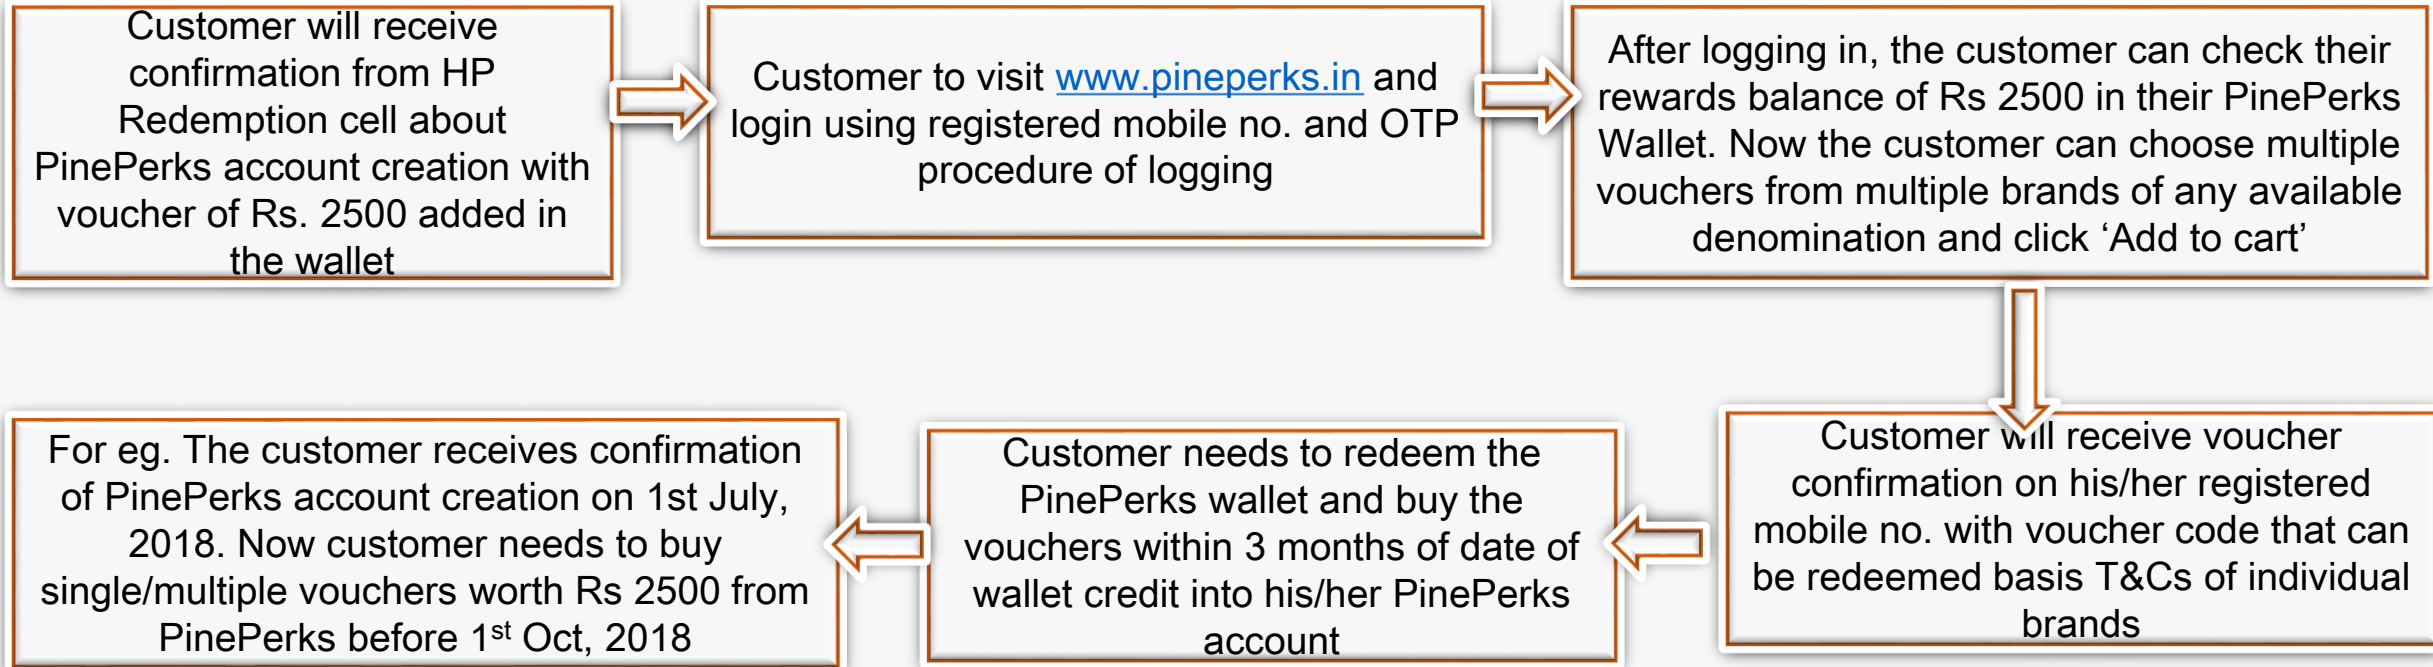 Customer will receive
confirmation from HP
Redemption cell about
PinePerks account creation with
voucher of Rs. 2500 added in
the wallet
Customer to visit www.pineperks.in and
login using registered mobile no. and OTP
procedure of logging
After logging in, the customer can check their
rewards balance of Rs 2500 in their PinePerks
Wallet. Now the customer can choose multiple
vouchers from multiple brands of any available
denomination and click ‘Add to cart’
Customer will receive voucher
confirmation on his/her registered
mobile no. with voucher code that can
be redeemed basis T&Cs of individual
brands
Customer needs to redeem the
PinePerks wallet and buy the
vouchers within 3 months of date of
wallet credit into his/her PinePerks
account
For eg. The customer receives confirmation
of PinePerks account creation on 1st July,
2018. Now customer needs to buy
single/multiple vouchers worth Rs 2500 from
PinePerks before 1st Oct, 2018